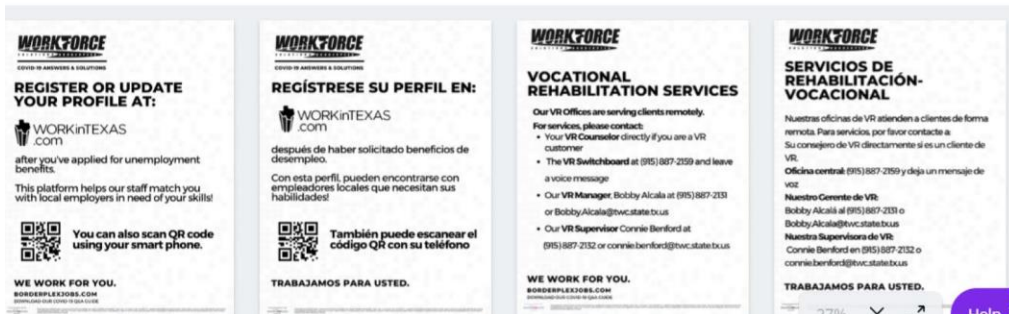 WORKFORCE
COVID-19 ANSWERS & SOLUTIONS
REGISTER OR UPDATE
YOUR PROFILE AT:
WORKinTEXAS
.com
after you've applied for unemployment
benefits.
This platform helps our staff match you
with local employers in need of your skills!
You can also scan QR code
using your smart phone.
WE WORK FOR YOU.
BORDERPLEXJOBS.COM
DOWNLOAD OUR COVID-19 Q&A GUIDE
WORKFORCE
COVID-19 ANSWERS & SOLUTIONS
REGÍSTRESE SU PERFIL EN:
WORKinTEXAS
.com
después de haber solicitado beneficios de
desempleo.
Con esta perfil, pueden encontrarse con
empleadores locales que necesitan sus
habilidades!
También puede escanear el
código QR con su teléfono
TRABAJAMOS PARA USTED.
WORKFORCE
VOCATIONAL
REHABILITATION SERVICES
Our VR Offices are serving clients remotely.
For services, please contact:
• Your VR Counselor directly if you are a VR
customer
• The VR Switchboard at (915) 887-2159 and leave
a voice message
• Our VR Manager, Bobby Alcala at (915) 887-2131
or Bobby.Alcala@twc.state.tx.us
• Our VR Supervisor Connie Benford at
(915) 887-2132 or connie.benford@twc.state.tx.us
WE WORK FOR YOU.
BORDERPLEXJOBS.COM
DOWNLOAD OUR COVID-19 Q&A GUIDE
WORKFORCE
SERVICIOS DE
REHABILITACIÓN-
VOCACIONAL
Nuestras oficinas de VR atienden a clientes de forma
remota. Para servicios, por favor contacte a:
Su consejero de VR directamente si es un cliente de
VR.
Oficina central: (915) 887-2159 y deja un mensaje de
voz
Nuestro Gerente de VR:
Bobby Alcalá al (915) 887-2131 o
Bobby.Alcala@twc.state.tx.us
Nuestra Supervisora de VR:
Connie Benford en (915) 887-2132 o
connie.benford@twc.state.tx.us
TRABAJAMOS PARA USTED.
27%
Help